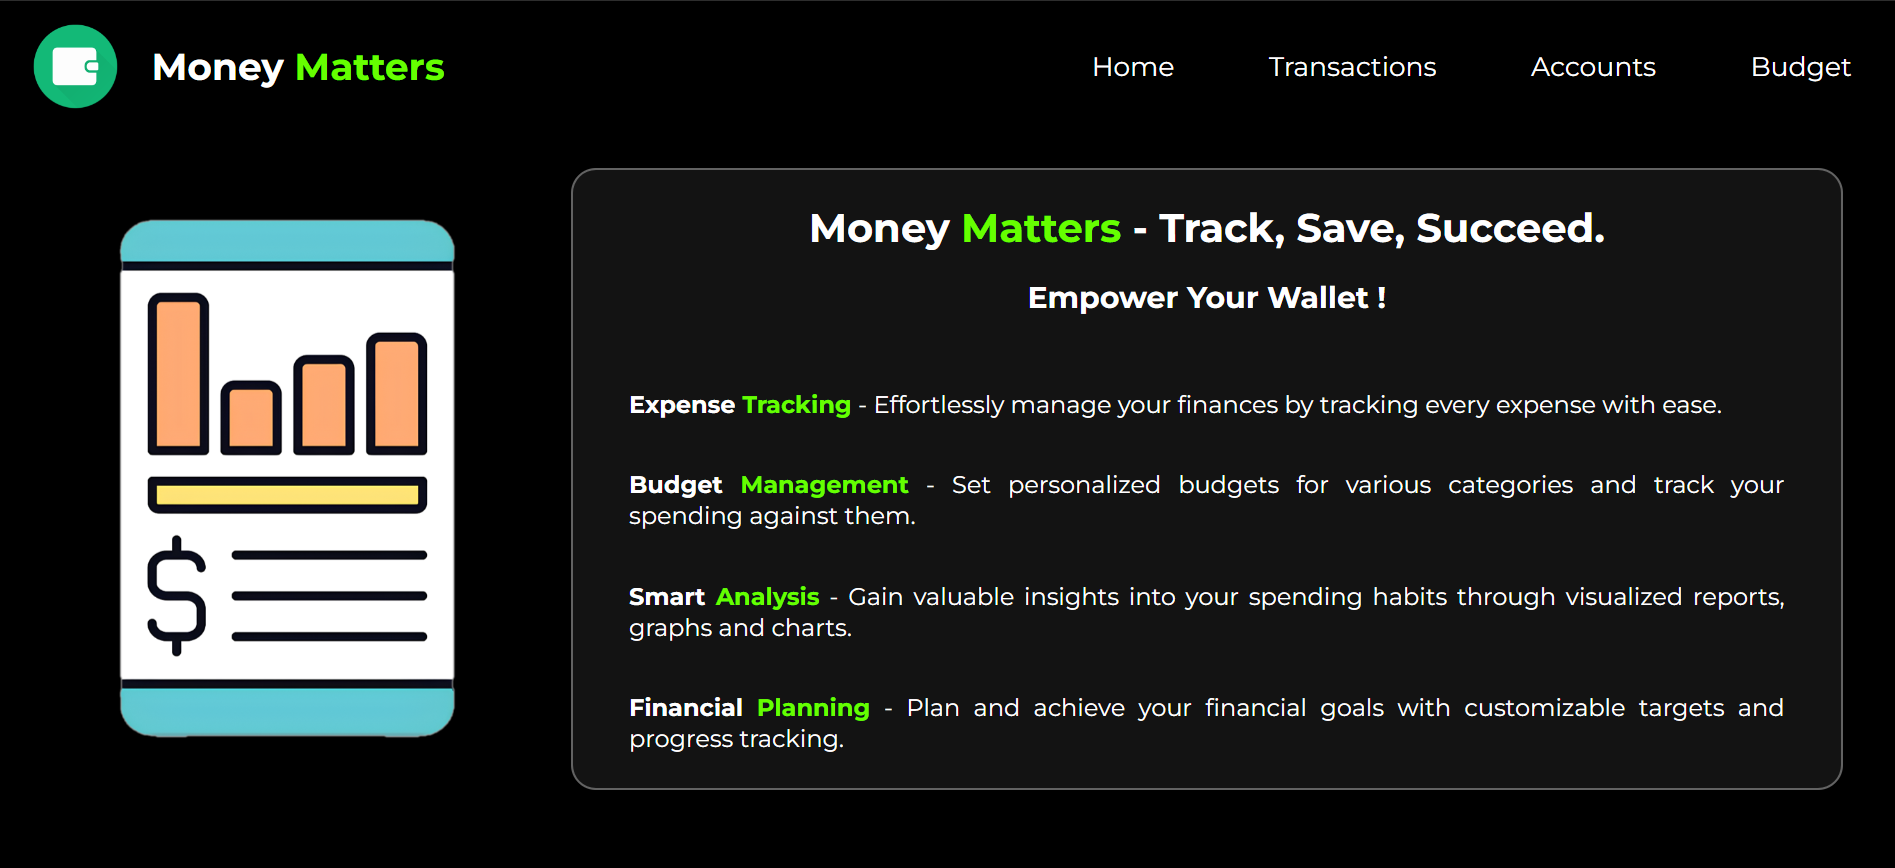 Money Matters
Home
Transactions
Accounts
Budget
Money Matters - Track, Save, Succeed.
Empower Your Wallet !
Expense Tracking - Effortlessly manage your finances by tracking every expense with ease.
Budget Management - Set personalized budgets for various categories and track your
spending against them.
Smart Analysis - Gain valuable insights into your spending habits through visualized reports,
graphs and charts.
Financial Planning - Plan and achieve your financial goals with customizable targets and
progress tracking.
$